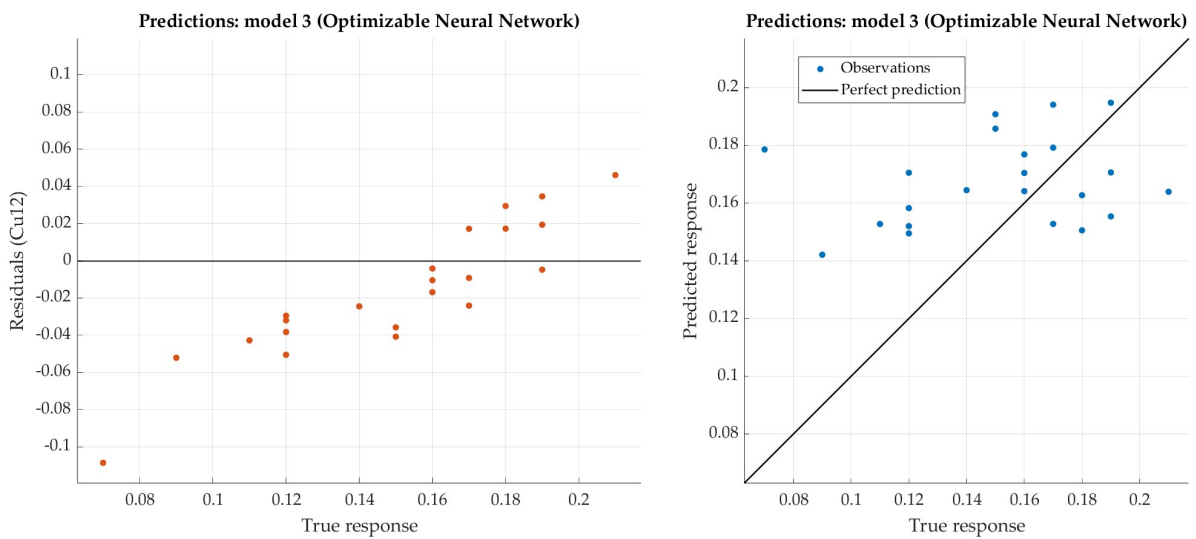 Predictions: model 3 (Optimizable Neural Network)
0.1
0.08
0.06
0.04
0.02
0
-0.02
-0.04
-0.06
-0.08
-0.1
Residuals (Cu12)
0.08 0.1 0.12 0.14 0.16 0.18 0.2
True response
Predictions: model 3 (Optimizable Neural Network)
Observations
Perfect prediction
0.2
0.18
0.16
0.14
0.12
0.1
0.08
Predicted response
0.08 0.1 0.12 0.14 0.16 0.18 0.2
True response